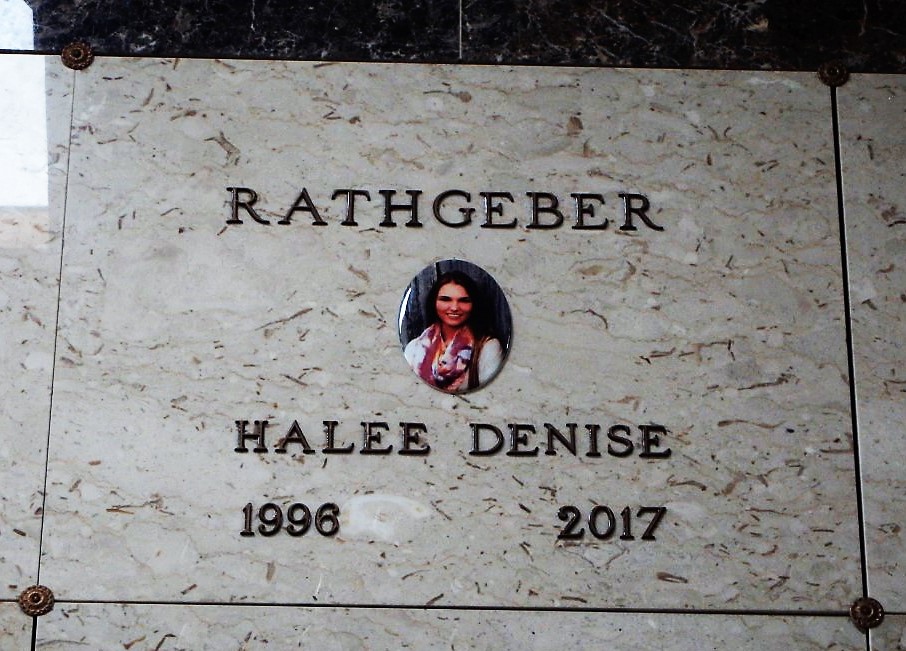 RATHGEBER
HALEE DENISE
1996 2017